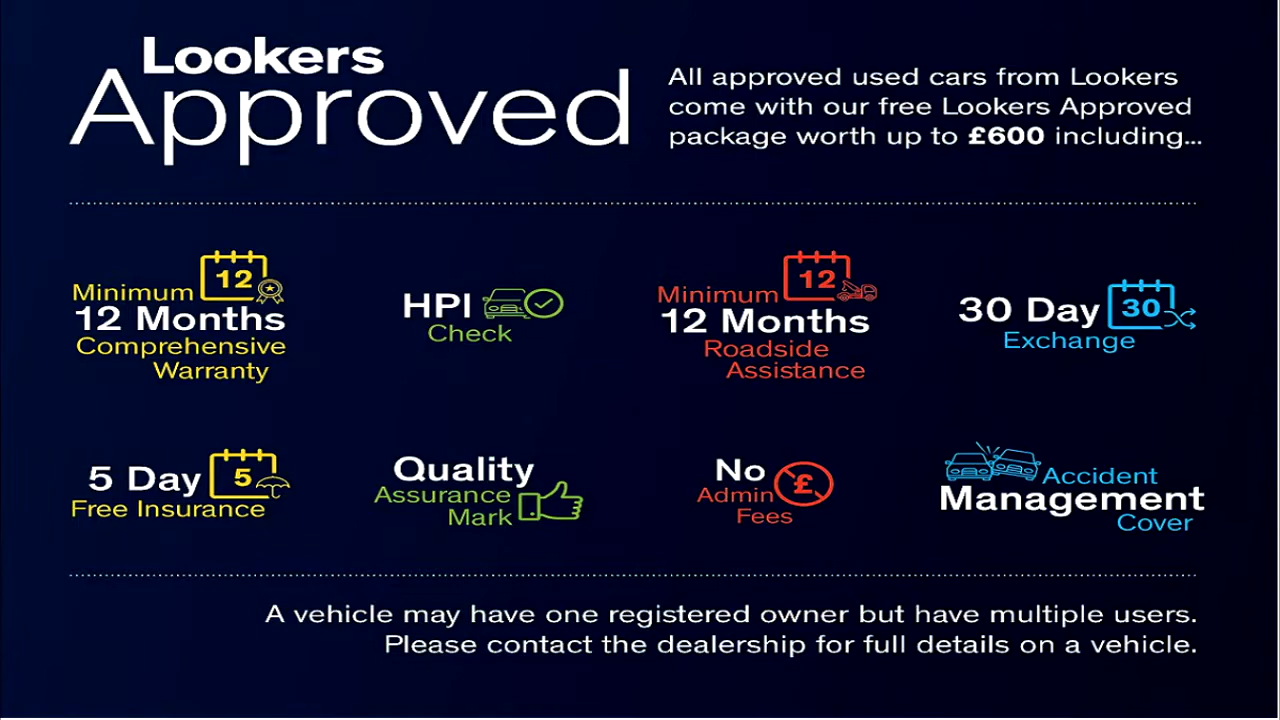 Lookers
Approved
All approved used cars from Lookers
come with our free Lookers Approved
package worth up to £600 including...
12
Minimum
12 Months
Comprehensive
Warranty
HPI
Check
12
Minimum
12 Months
Roadside
Assistance
30 Day 30
Exchange
5 Day 5
Free Insurance
Quality
Assurance
Mark
No £
Admin
Fees
Accident
Management
Cover
A vehicle may have one registered owner but have multiple users.
Please contact the dealership for full details on a vehicle.